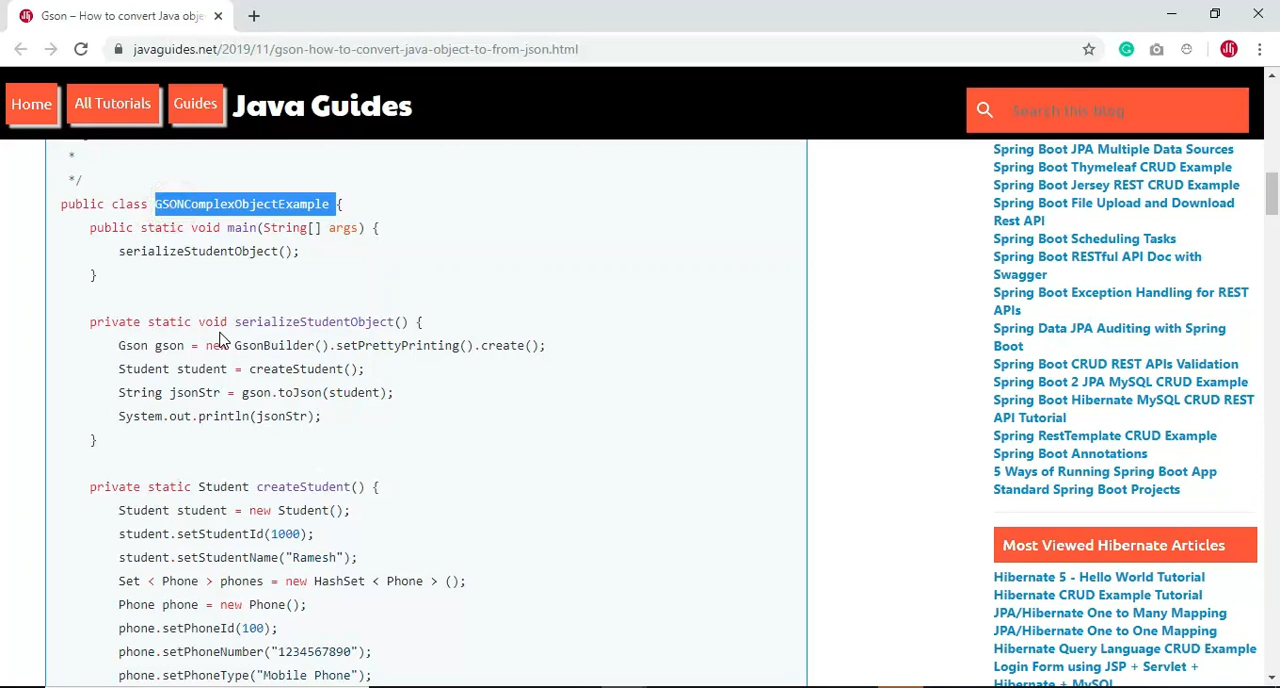 Gson – How to convert Java obje
javaguides.net/2019/11/gson-how-to-convert-java-object-to-from-json.html
Home
All Tutorials
Guides
Java Guides
Search this blog
*
*/
public class GSONComplexObjectExample {
public static void main(String[] args) {
serializeStudentObject();
}
private static void serializeStudentObject() {
Gson gson = new GsonBuilder().setPrettyPrinting().create();
Student student = createStudent();
String jsonStr = gson.toJson(student);
System.out.println(jsonStr);
}
private static Student createStudent() {
Student student = new Student();
student.setStudentId(1000);
student.setStudentName("Ramesh");
Set < Phone > phones = new HashSet < Phone > ();
Phone phone = new Phone();
phone.setPhoneId(100);
phone.setPhoneNumber("1234567890");
phone.setPhoneType("Mobile Phone");
Spring Boot JPA Multiple Data Sources
Spring Boot Thymeleaf CRUD Example
Spring Boot Jersey REST CRUD Example
Spring Boot File Upload and Download
Rest API
Spring Boot Scheduling Tasks
Spring Boot RESTful API Doc with
Swagger
Spring Boot Exception Handling for REST
APIs
Spring Data JPA Auditing with Spring
Boot
Spring Boot CRUD REST APIs Validation
Spring Boot 2 JPA MySQL CRUD Example
Spring Boot Hibernate MySQL CRUD REST
API Tutorial
Spring RestTemplate CRUD Example
Spring Boot Annotations
5 Ways of Running Spring Boot App
Standard Spring Boot Projects
Most Viewed Hibernate Articles
Hibernate 5 - Hello World Tutorial
Hibernate CRUD Example Tutorial
JPA/Hibernate One to Many Mapping
JPA/Hibernate One to One Mapping
Hibernate Query Language CRUD Example
Login Form using JSP + Servlet +
Hibernate + MySQL